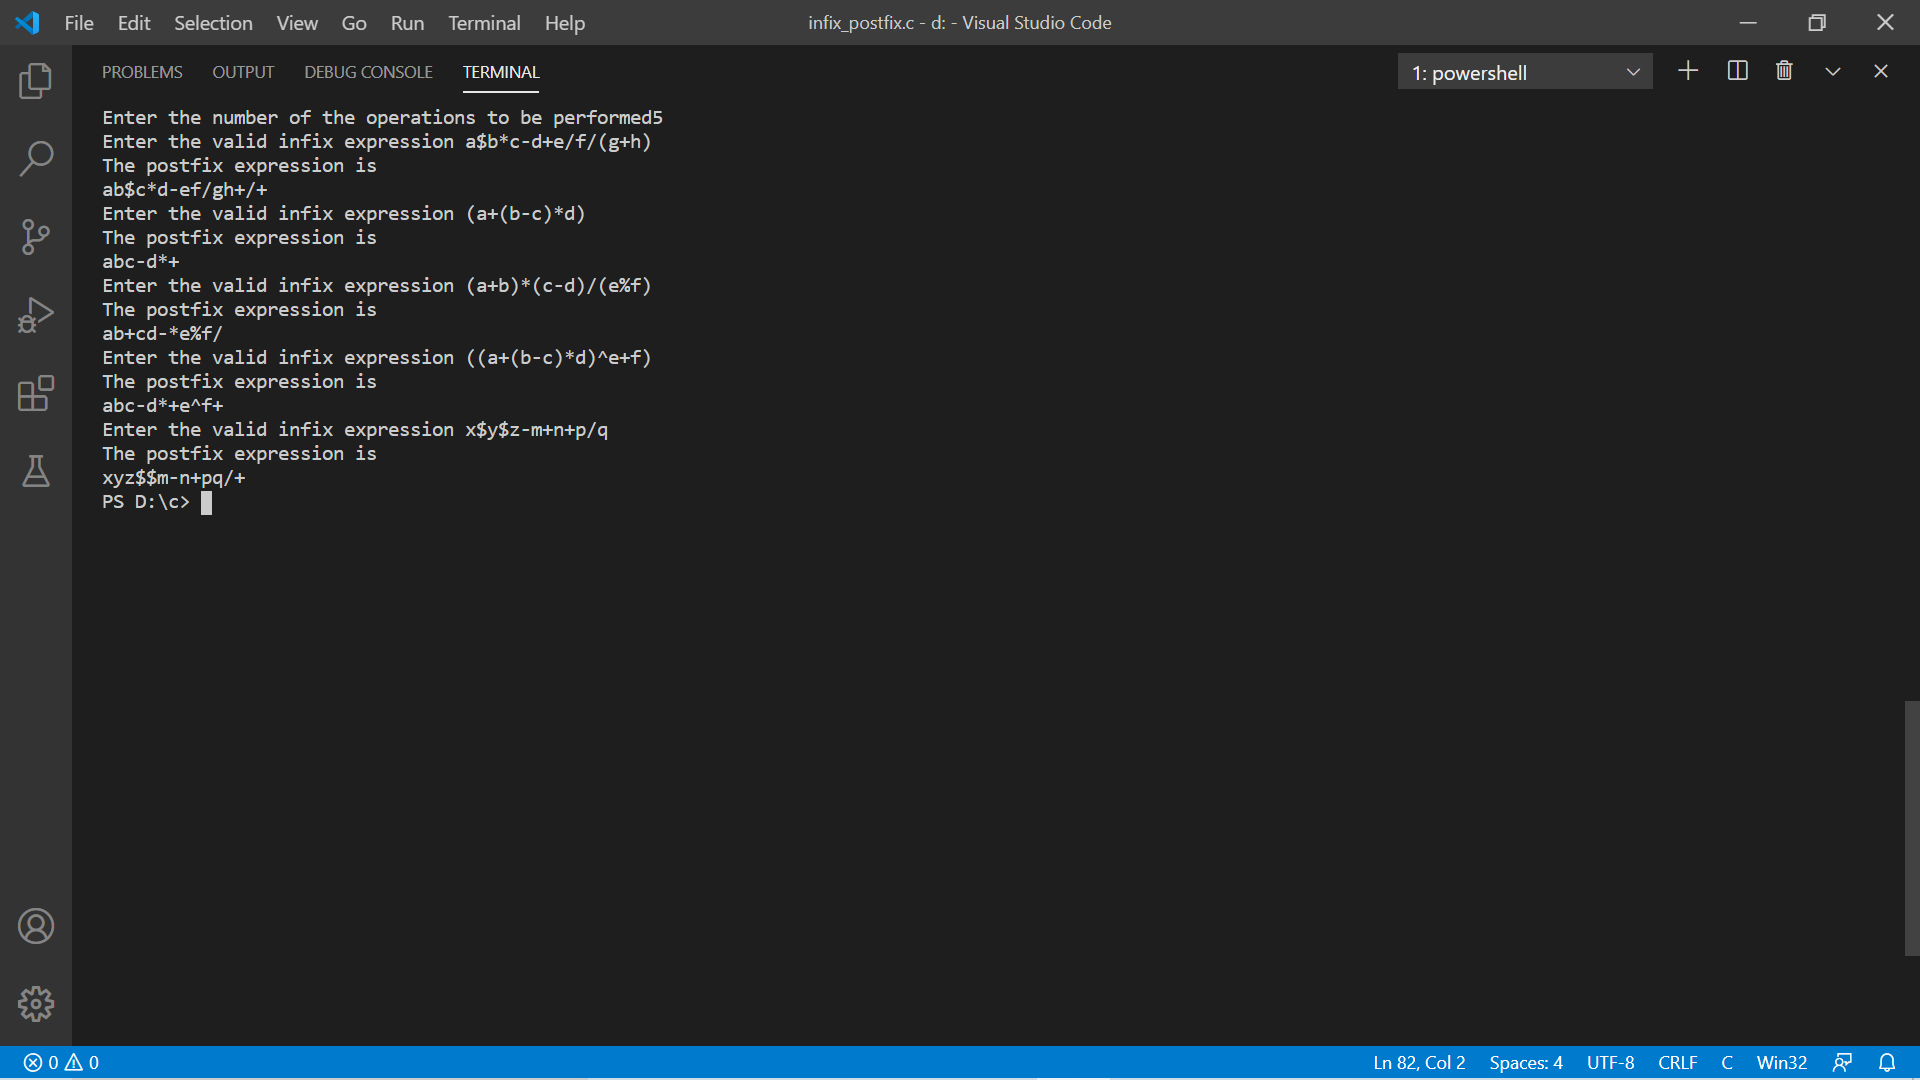 File Edit Selection View Go Run Terminal Help infix_postfix.c - d: - Visual Studio Code
PROBLEMS OUTPUT DEBUG CONSOLE TERMINAL 1: powershell
Enter the number of the operations to be performed5
Enter the valid infix expression a$b*c-d+e/f/(g+h)
The postfix expression is
ab$c*d-ef/gh+/+
Enter the valid infix expression (a+(b-c)*d)
The postfix expression is
abc-d*+
Enter the valid infix expression (a+b)*(c-d)/(e%f)
The postfix expression is
ab+cd-*e%f/
Enter the valid infix expression ((a+(b-c)*d)^e+f)
The postfix expression is
abc-d*+e^f+
Enter the valid infix expression x$y$z-m+n+p/q
The postfix expression is
xyz$$m-n+pq/+
PS D:\c>
0 0 Ln 82, Col 2 Spaces: 4 UTF-8 CRLF C Win32